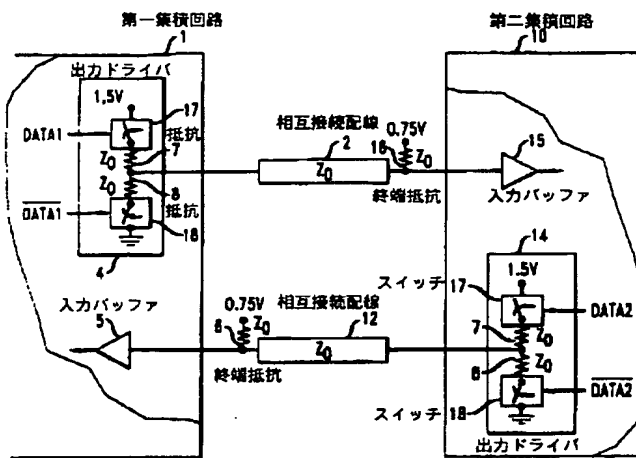 第一集積回路
1
第二集積回路
10
出力ドライバ
1.5V
17
DATA1
抵抗
Z0
7
Z0
8
抵抗
DATA1
18
4
相互接続配線
2
Z0
0.75V
16
Z0
終端抵抗
15
入力バッファ
入力バッファ
5
0.75V
6
Z0
終端抵抗
相互接続配線
12
Z0
14
1.5V
スイッチ
17
DATA2
7
Z0
8
Z0
DATA2
スイッチ
18
出力ドライバ